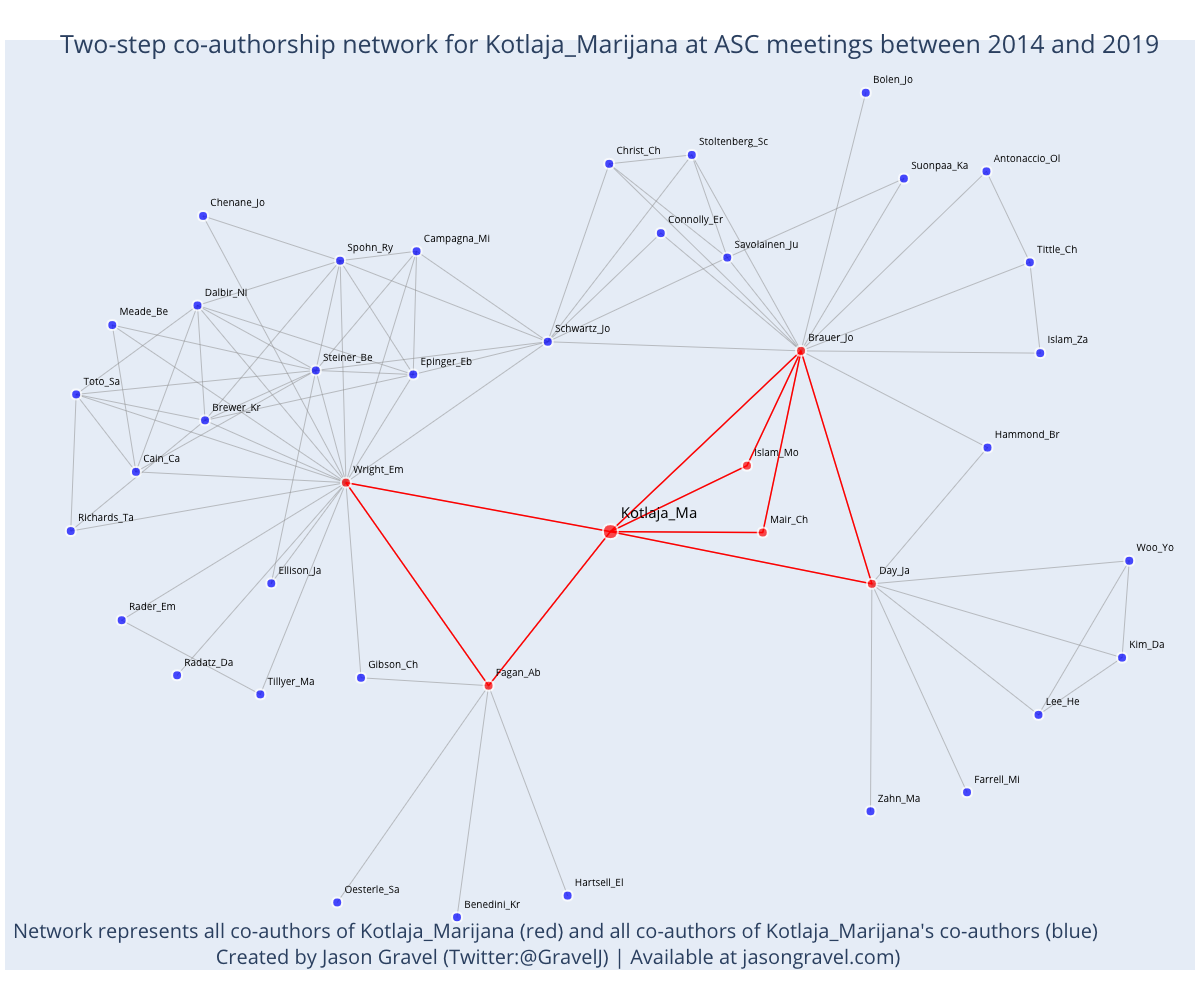 Two-step co-authorship network for Kotlaja_Marijana at ASC meetings between 2014 and 2019
Bolen_Jo
Stoltenberg_Sc
Christ_Ch
Antonaccio_Ol
Suonpaa_Ka
Chenane_Jo
Connolly_Er
Campagna_Mi
Savolainen_Ju
Spohn_Ry
Tittle_Ch
Dalbir_Ni
Meade_Be
Schwartz_Jo
Brauer_Jo
Islam_Za
Steiner_Be
Epinger_Eb
Toto_Sa
Brewer_Kr
Hammond_Br
Islam_Mo
Cain_Ca
Wright_Em
Kotlaja_Ma
Richards_Ta
Mair_Ch
Woo_Yo
Ellison_Ja
Day_Ja
Rader_Em
Kim_Da
Radatz_Da
Gibson_Ch
Fagan_Ab
Tillyer_Ma
Lee_He
Farrell_Mi
Zahn_Ma
Hartsell_El
Oesterle_Sa
Benedini_Kr
Network represents all co-authors of Kotlaja_Marijana (red) and all co-authors of Kotlaja_Marijana's co-authors (blue)
Created by Jason Gravel (Twitter:@GravelJ) | Available at jasongravel.com)